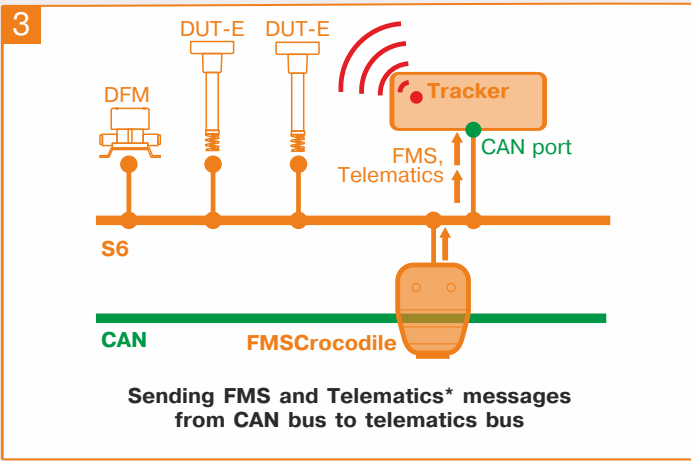 3
DUT-E DUT-E
DFM
Tracker
CAN port
FMS,
Telematics
S6
CAN
FMSCrocodile
Sending FMS and Telematics* messages
from CAN bus to telematics bus